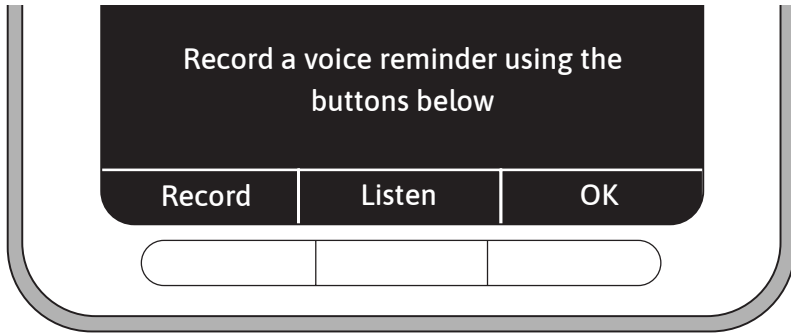 Record a voice reminder using the
buttons below
Record Listen OK